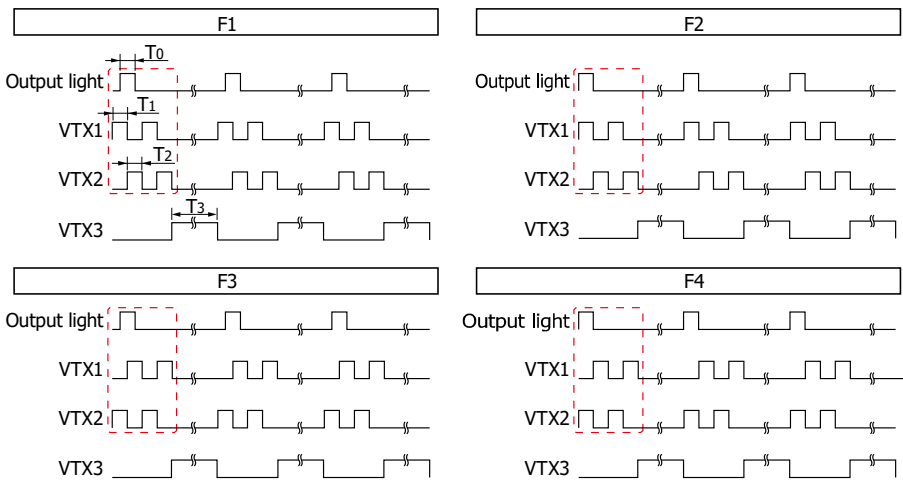 F1
T0
Output light
T1
VTX1
T2
VTX2
T3
VTX3
F2
Output light
VTX1
VTX2
VTX3
F3
Output light
VTX1
VTX2
VTX3
F4
Output light
VTX1
VTX2
VTX3